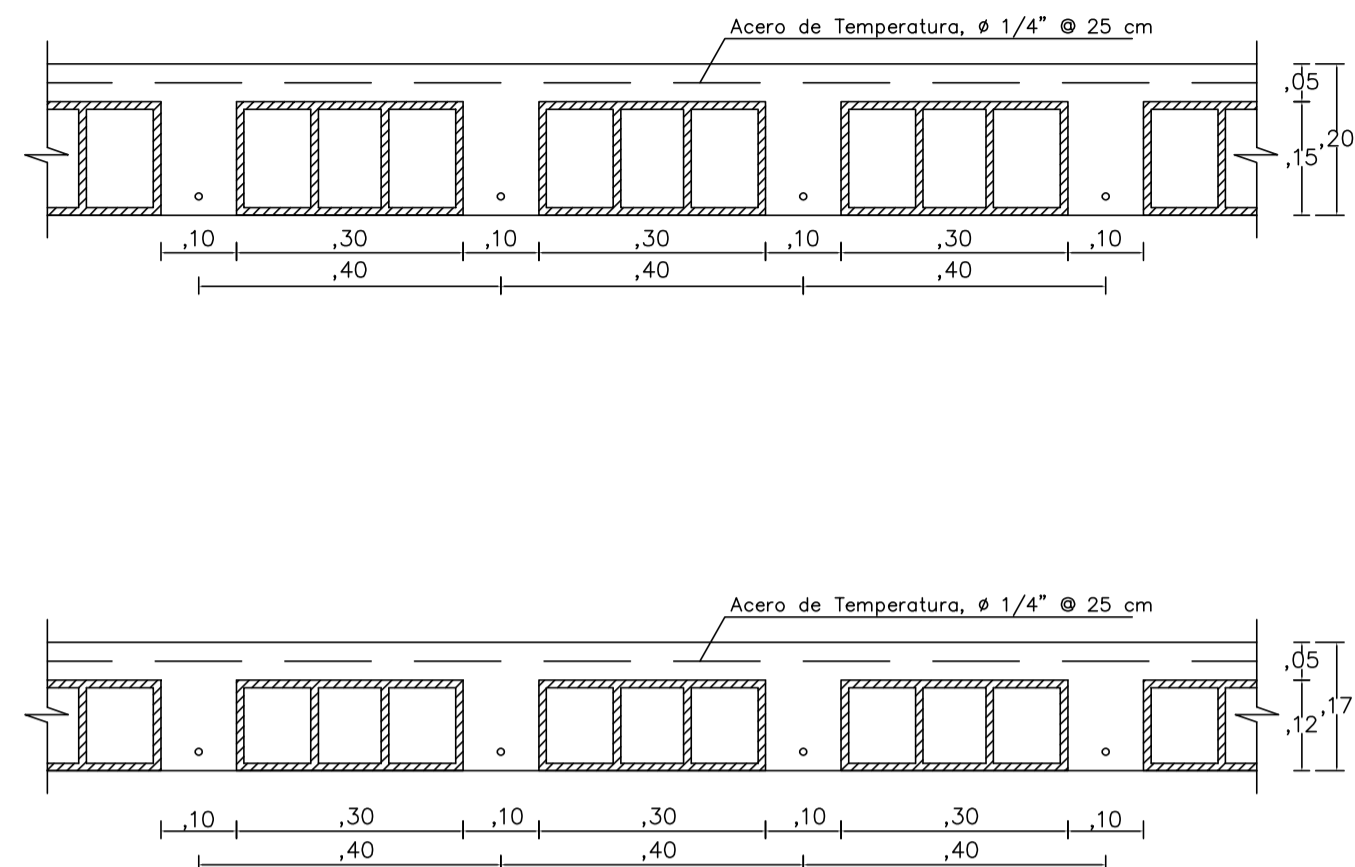 Acero de Temperatura, ø 1/4" @ 25 cm
,05
,20
,15
,10 ,30 ,10 ,30 ,10 ,30 ,10
,40 ,40 ,40
Acero de Temperatura, ø 1/4" @ 25 cm
,05
,17
,12
,10 ,30 ,10 ,30 ,10 ,30 ,10
,40 ,40 ,40